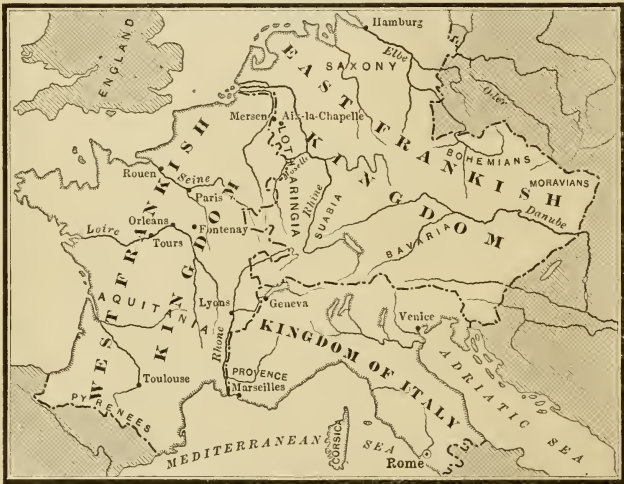 Hamburg
ENGLAND
Elbe
SAXONY
Oder
EAST FRANKISH KINGDOM
Mersen
Aix-la-Chapelle
LOTHARINGIA
BOHEMIANS
MORAVIANS
Rouen
Seine
Moselle
Paris
Rhine
SUABIA
Danube
Orleans
Fontenay
BAVARIA
Loire
Tours
WEST FRANKISH KINGDOM
AQUITANIA
Lyons
Geneva
Venice
Rhone
KINGDOM OF ITALY
ADRIATIC SEA
PROVENCE
Toulouse
Marseilles
PYRENEES
MEDITERRANEAN SEA
CORSICA
Rome